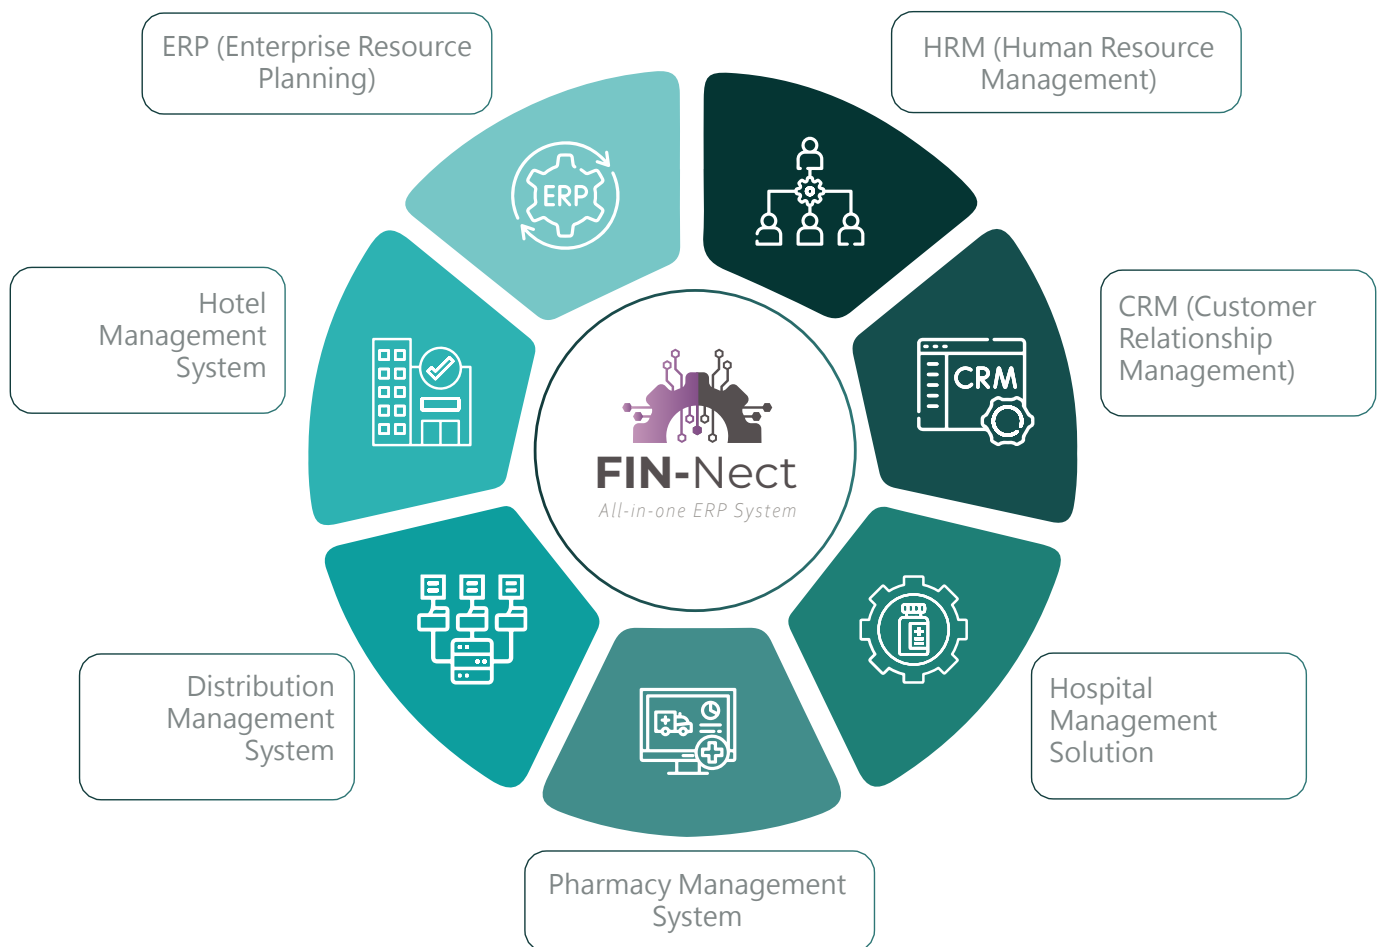 ERP (Enterprise Resource
Planning)
HRM (Human Resource
Management)
ERP
Hotel
Management
System
CRM (Customer
Relationship
Management)
CRM
FIN-Nect
All-in-one ERP System
Distribution
Management
System
Hospital
Management
Solution
Pharmacy Management
System